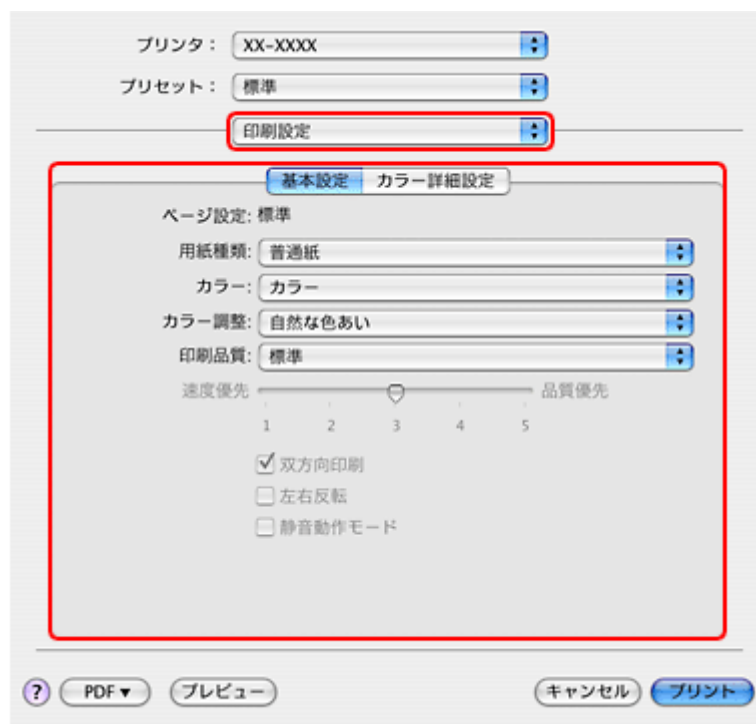 プリンタ： XX-XXXX
プリセット： 標準
印刷設定
基本設定 カラー詳細設定
ページ設定: 標準
用紙種類: 普通紙
カラー: カラー
カラー調整: 自然な色あい
印刷品質: 標準
速度優先 品質優先
1 2 3 4 5
双方向印刷
左右反転
静音動作モード
? PDF▼ プレビュー キャンセル プリント